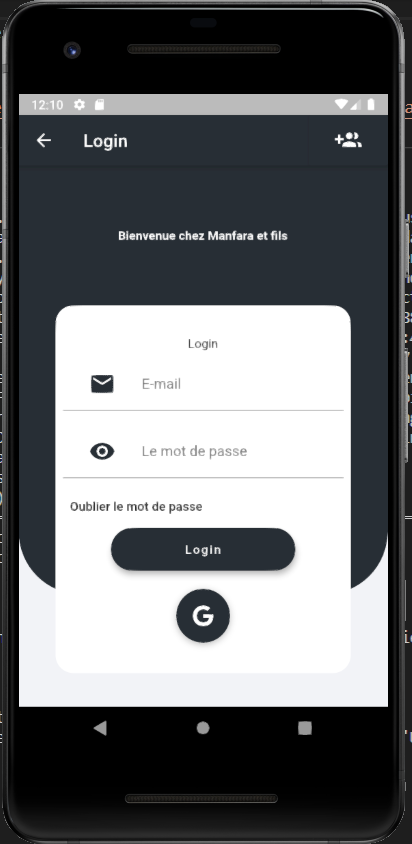 12:10
Login
Bienvenue chez Manfara et fils
Login
E-mail
Le mot de passe
Oublier le mot de passe
Login
G